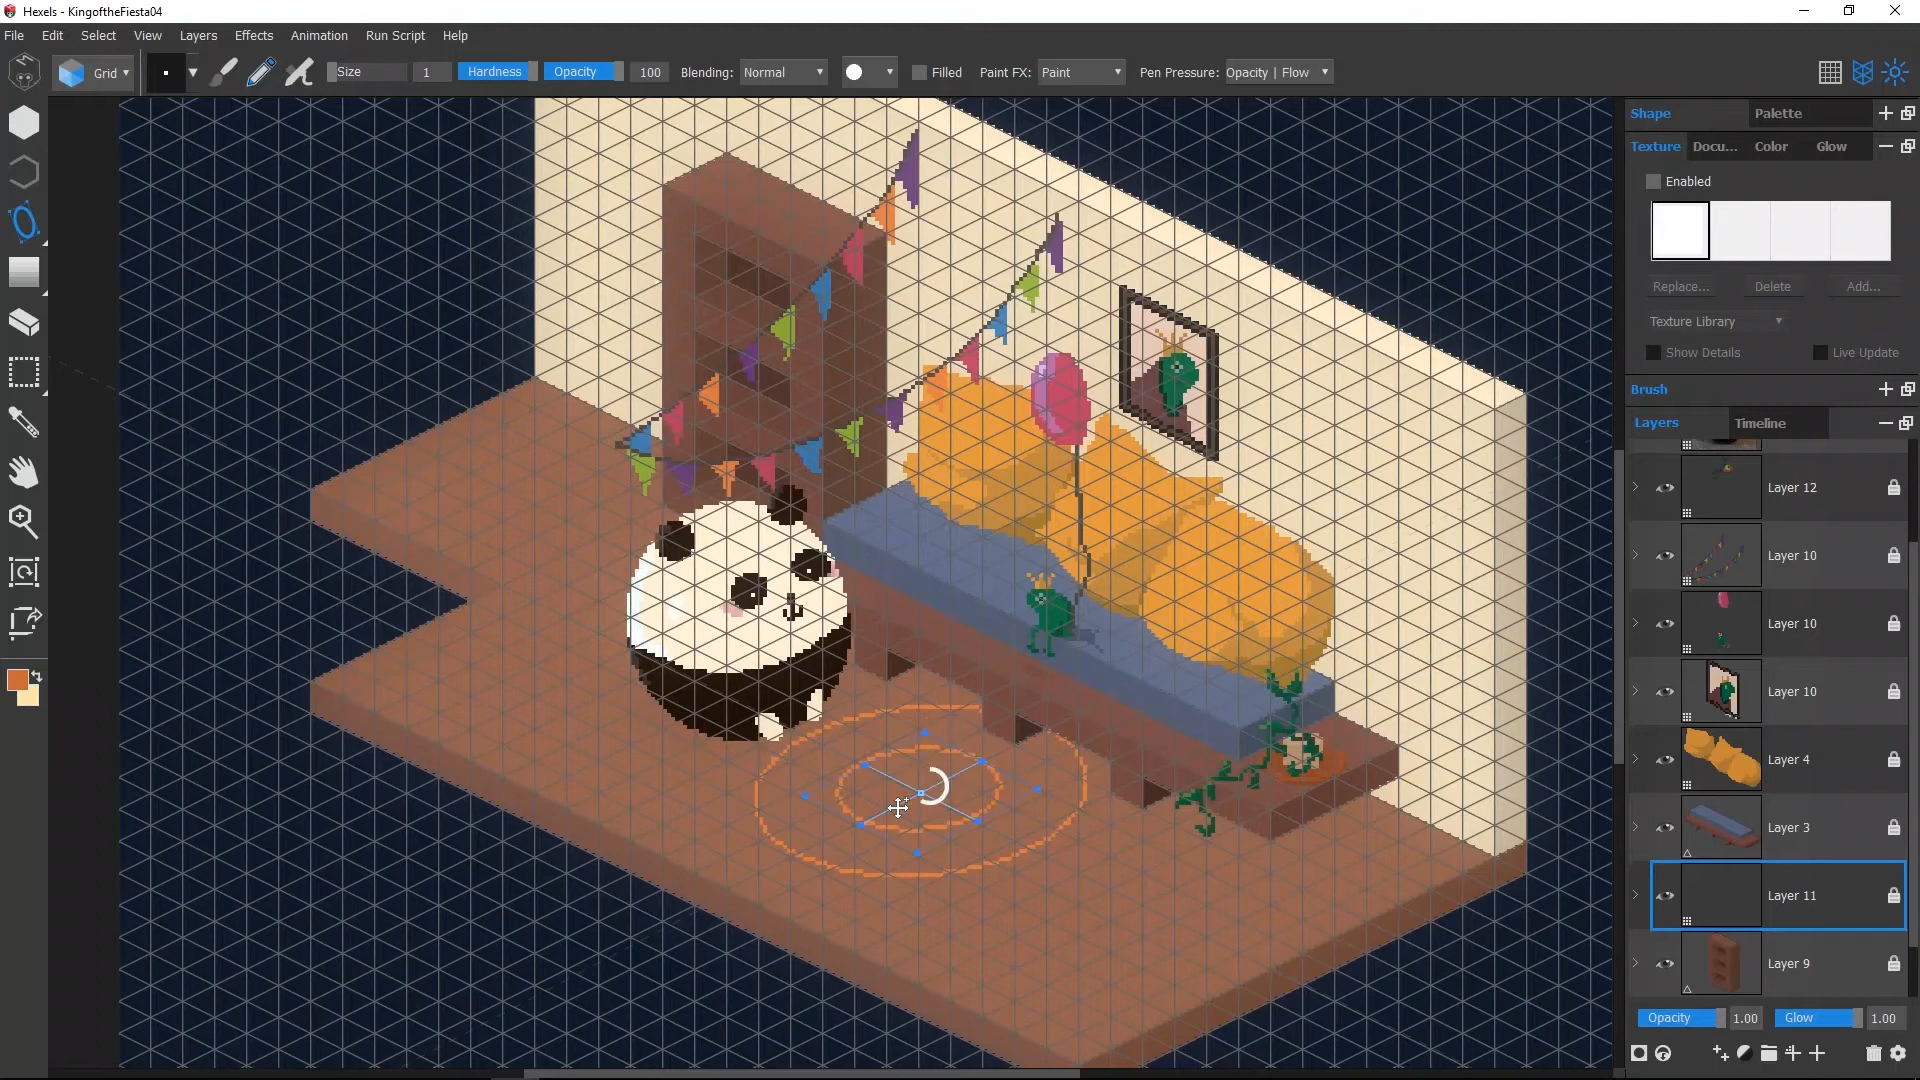 Hexels - KingoftheFiesta04
File Edit Select View Layers Effects Animation Run Script Help
Grid Size 1 Hardness Opacity 100 Blending: Normal Filled Paint FX: Paint Pen Pressure: Opacity | Flow
Shape Palette
Texture Docu... Color Glow
Enabled
Replace... Delete Add...
Texture Library
Show Details Live Update
Brush
Layers Timeline
Layer 12
Layer 10
Layer 10
Layer 10
Layer 4
Layer 3
Layer 11
Layer 9
Opacity 1.00 Glow 1.00